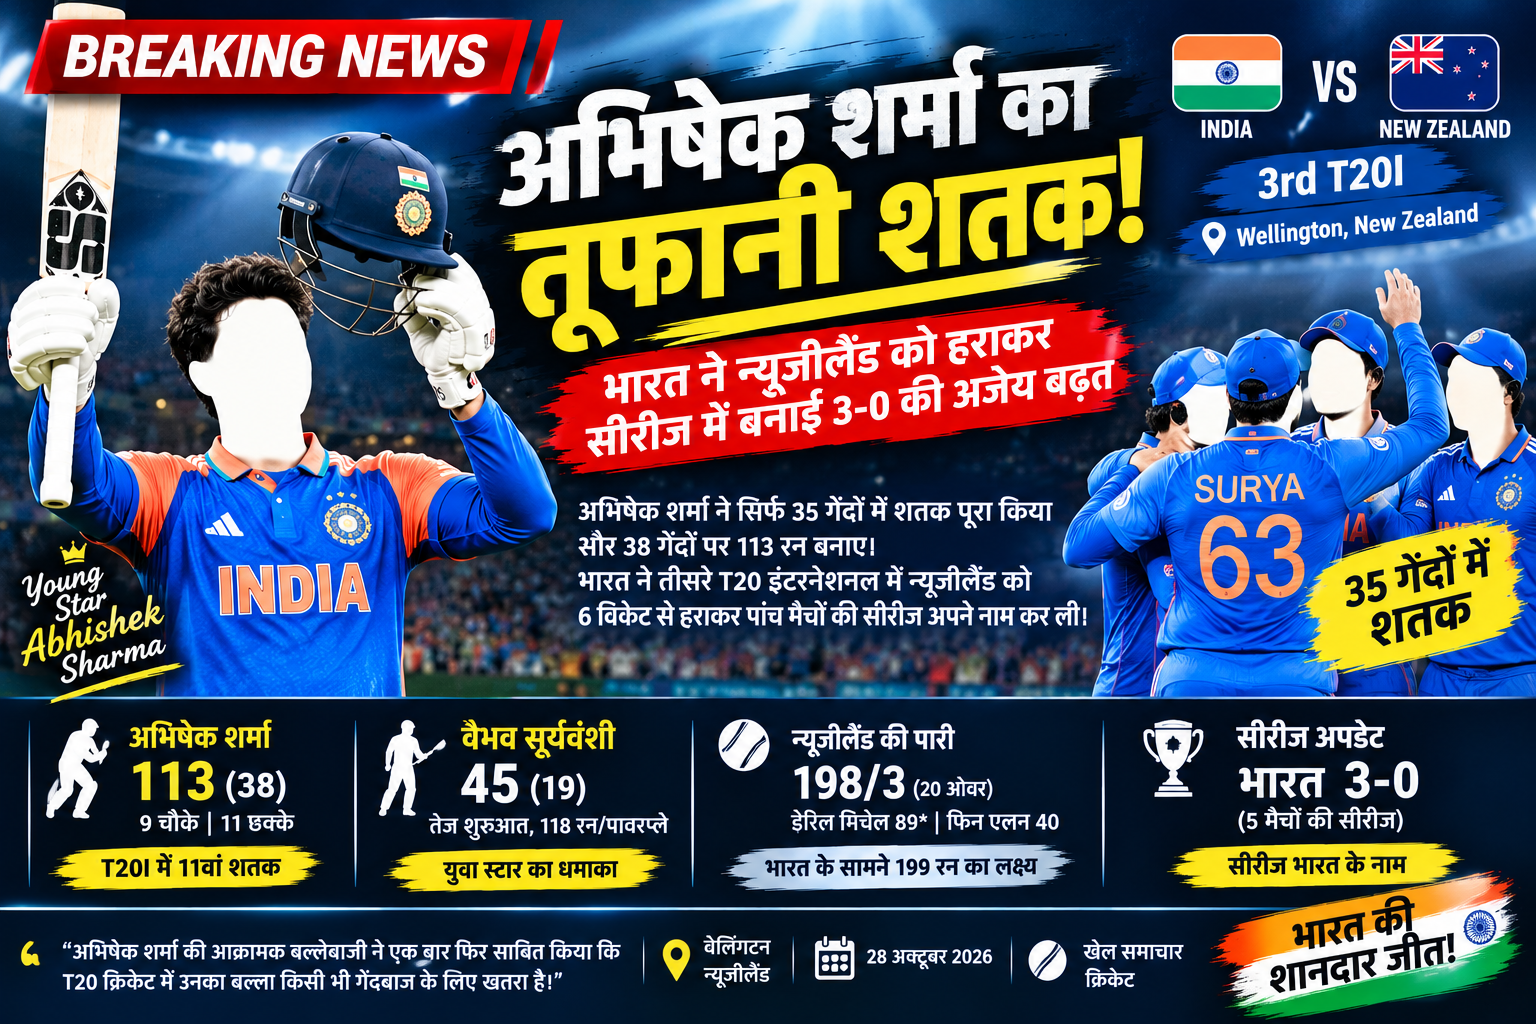 BREAKING NEWS
अभिषेक शर्मा का
तूफानी शतक!
भारत ने न्यूजीलैंड को हराकर
सीरीज में बनाई 3-0 की अजेय बढ़त
INDIA
VS
NEW ZEALAND
3rd T20I
Wellington, New Zealand
अभिषेक शर्मा ने सिर्फ 35 गेंदों में शतक पूरा किया
और 38 गेंदों पर 113 रन बनाए!
भारत ने तीसरे T20 इंटरनेशनल में न्यूजीलैंड को
6 विकेट से हराकर पांच मैचों की सीरीज अपने नाम कर ली!
INDIA
Young
Star
Abhishek
Sharma
SURYA
63
35 गेंदों में
शतक
अभिषेक शर्मा
113 (38)
9 चौके | 11 छक्के
T20I में 11वां शतक
वैभव सूर्यवंशी
45 (19)
तेज शुरुआत, 118 रन/पावरप्ले
युवा स्टार का धमाका
न्यूजीलैंड की पारी
198/3 (20 ओवर)
डेरिल मिचेल 89* | फिन एलन 40
भारत के सामने 199 रन का लक्ष्य
सीरीज अपडेट
भारत 3-0
(5 मैचों की सीरीज)
सीरीज भारत के नाम
“अभिषेक शर्मा की आक्रामक बल्लेबाजी ने एक बार फिर साबित किया कि
T20 क्रिकेट में उनका बल्ला किसी भी गेंदबाज के लिए खतरा है!”
वेलिंगटन
न्यूजीलैंड
28 अक्टूबर 2026
खेल समाचार
क्रिकेट
भारत की
शानदार जीत!